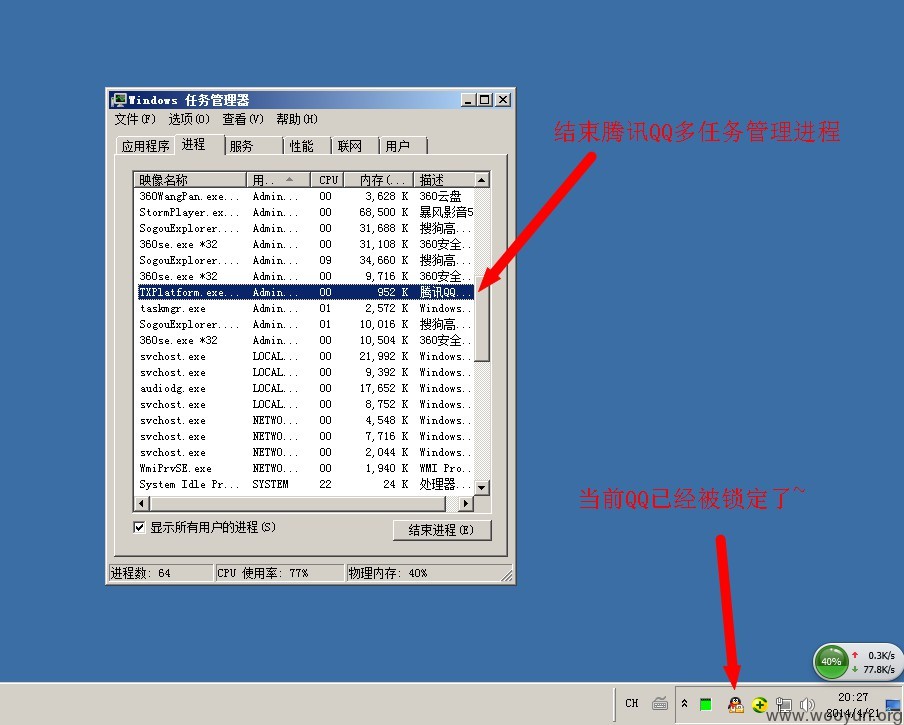 Windows 任务管理器
文件(F) 选项(O) 查看(V) 帮助(H)
结束腾讯QQ多任务管理进程
应用程序 进程 服务 性能 联网 用户
映像名称 用.. CPU 内存(... 描述
360WangPan.exe... Admin... 00 3,628 K 360云盘
StormPlayer.ex... Admin... 00 68,500 K 暴风影音5
SogouExplorer.... Admin... 00 31,688 K 搜狗高...
360se.exe *32 Admin... 00 31,108 K 360安全..
SogouExplorer.... Admin... 09 34,660 K 搜狗高...
360se.exe *32 Admin... 00 9,716 K 360安全..
TXPlatform.exe... Admin... 00 952 K 腾讯QQ...
taskmgr.exe Admin... 01 2,572 K Windows..
SogouExplorer.... Admin... 01 10,016 K 搜狗高...
360se.exe *32 Admin... 00 10,504 K 360安全..
svchost.exe LOCAL... 00 21,992 K Windows..
svchost.exe LOCAL... 00 9,392 K Windows..
audiodg.exe LOCAL... 00 17,652 K Windows..
svchost.exe LOCAL... 00 8,752 K Windows..
svchost.exe NETWO... 00 4,548 K Windows..
svchost.exe NETWO... 00 7,716 K Windows..
svchost.exe NETWO... 00 2,044 K Windows..
WmiPrvSE.exe NETWO... 00 1,940 K WMI Pro..
System Idle Pr... SYSTEM 22 24 K 处理器...
当前QQ已经被锁定了~
显示所有用户的进程(S) 结束进程(E)
进程数: 64 CPU 使用率: 77% 物理内存: 40%
40% 0.3K/s
77.8K/s
CH 20:27
2014/4/21
www.wooyun.org